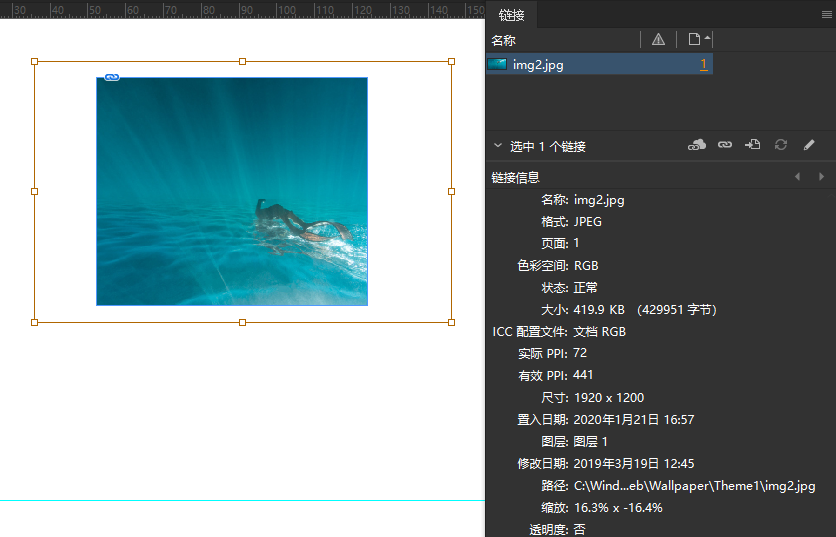 30 40 50 60 70 80 90 100 110 120 130 140 150
链接
名称
img2.jpg 1
选中 1 个链接
链接信息
名称: img2.jpg
格式: JPEG
页面: 1
色彩空间: RGB
状态: 正常
大小: 419.9 KB (429951 字节)
ICC 配置文件: 文档 RGB
实际 PPI: 72
有效 PPI: 441
尺寸: 1920 x 1200
置入日期: 2020年1月21日 16:57
图层: 图层 1
修改日期: 2019年3月19日 12:45
路径: C:\Wind...eb\Wallpaper\Theme1\img2.jpg
缩放: 16.3% x -16.4%
透明度: 否